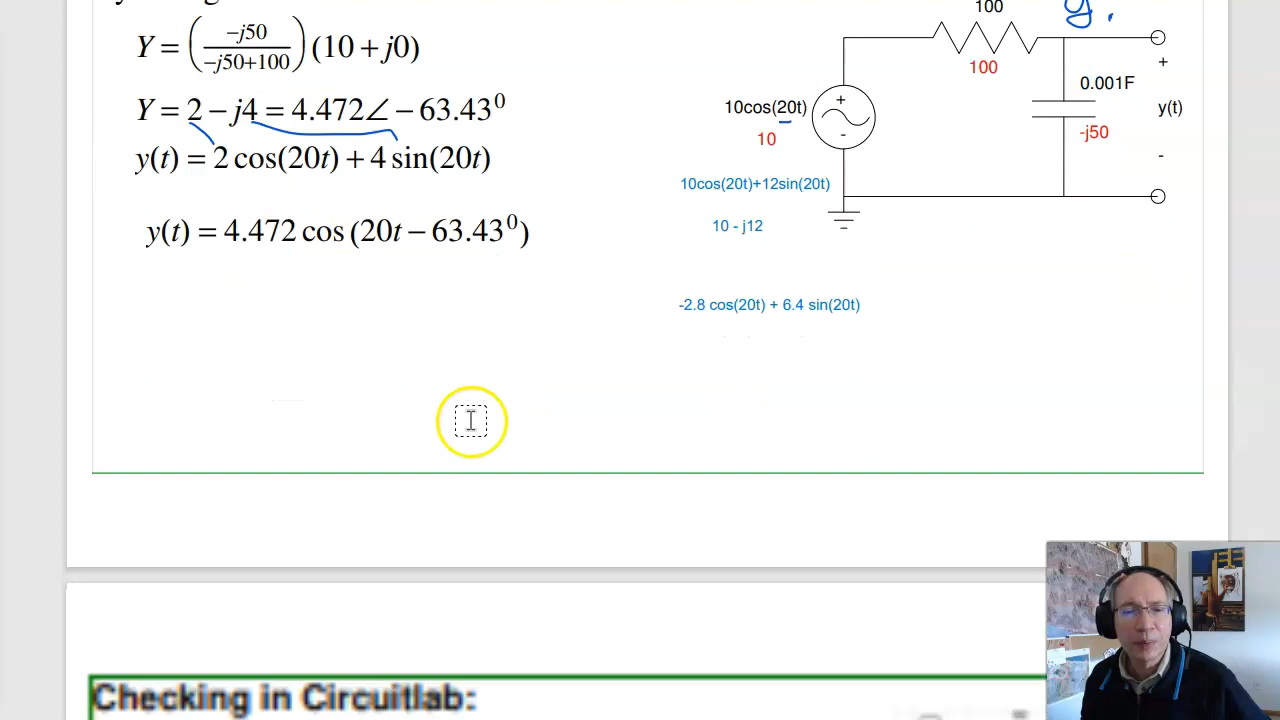 Y = (-j50 / -j50+100) (10 + j0)
Y = 2 − j4 = 4.472∠ − 63.43⁰
y(t) = 2 cos(20t) + 4 sin(20t)
y(t) = 4.472 cos (20t − 63.43⁰)
100
y.
100
+
0.001F
10cos(20t)
+
-
y(t)
10
-j50
-
10cos(20t)+12sin(20t)
10 - j12
-2.8 cos(20t) + 6.4 sin(20t)
Checking in Circuitlab: